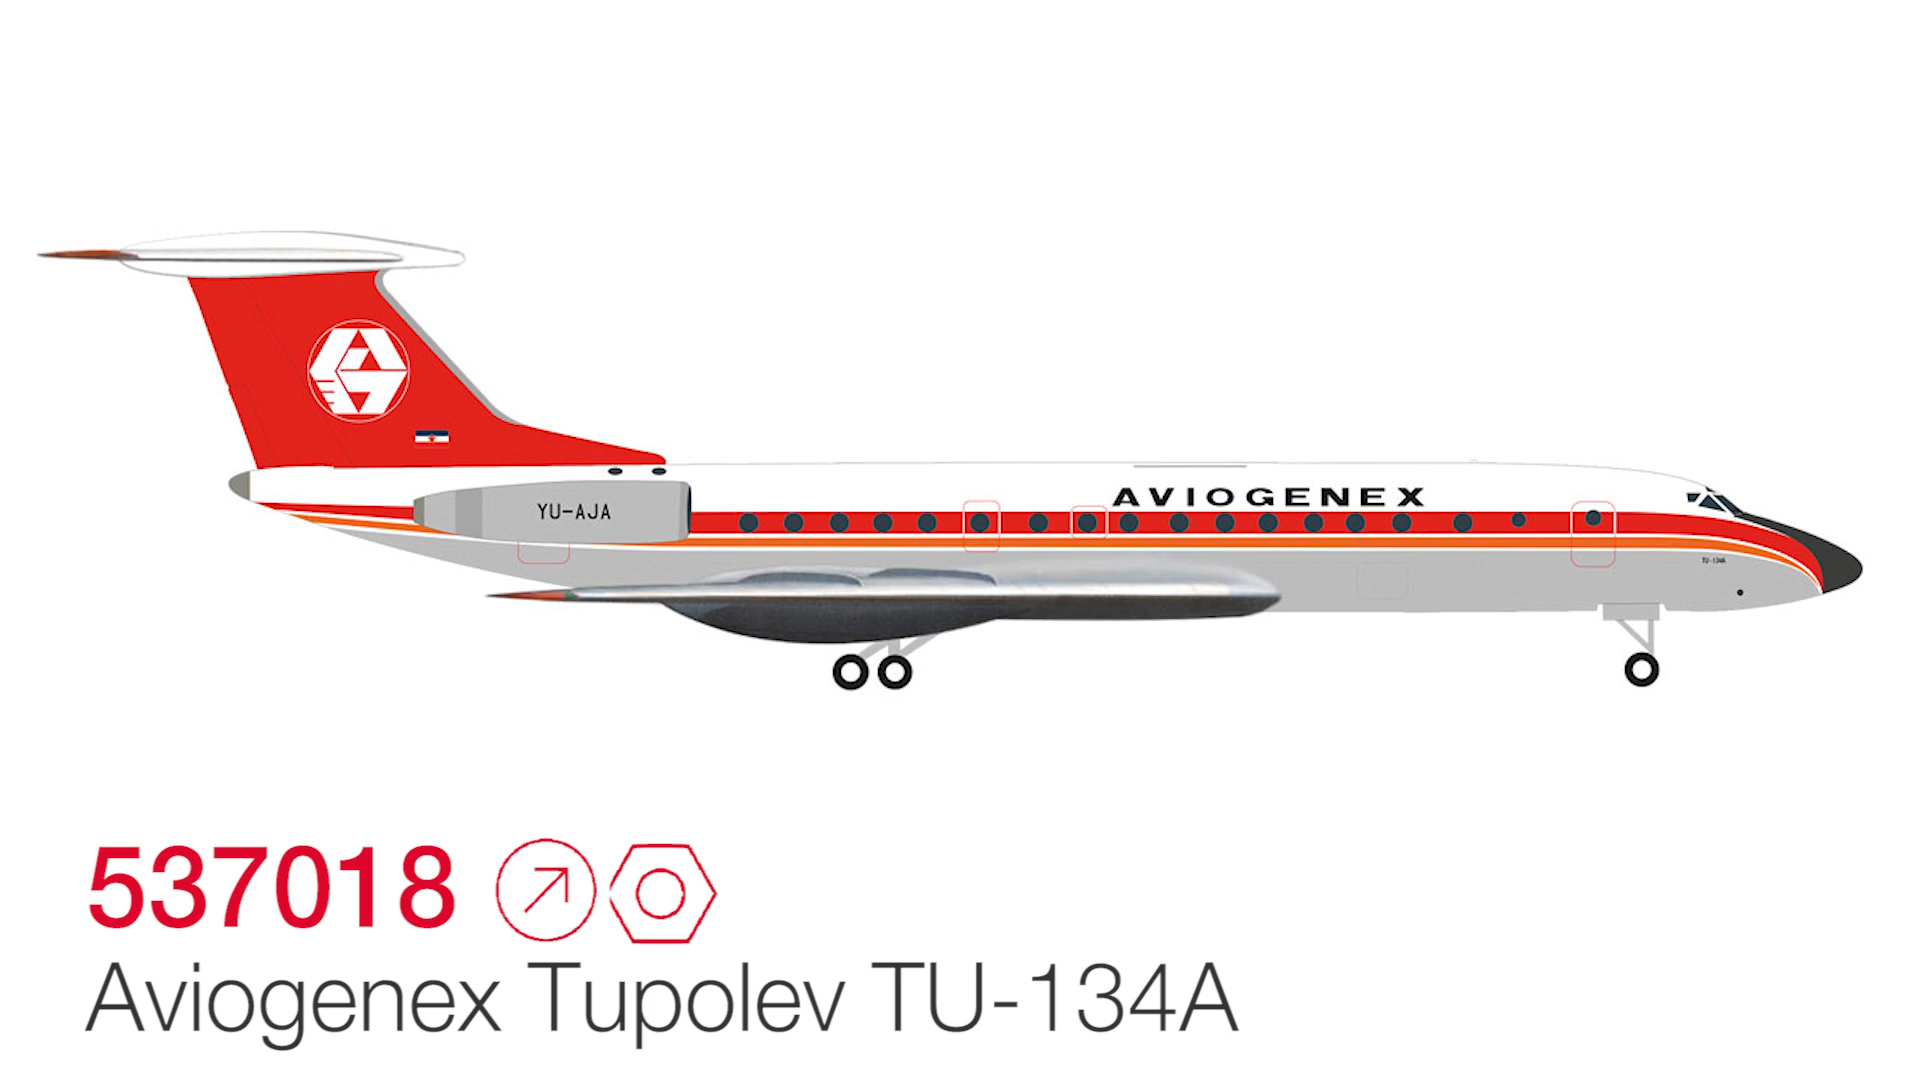 AVIOGENEX
YU-AJA
TU-134A
537018
Aviogenex Tupolev TU-134A